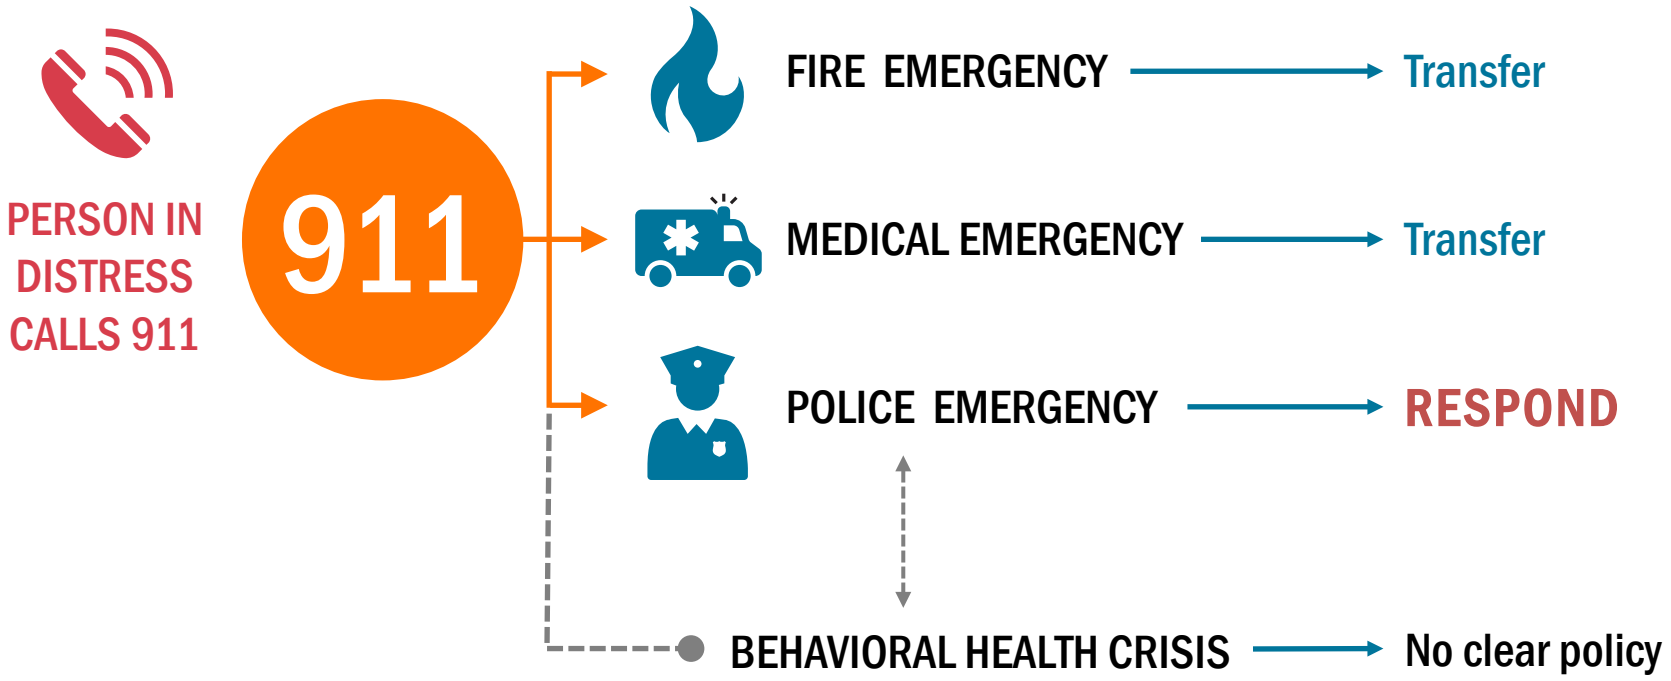 PERSON IN
DISTRESS
CALLS 911
911
FIRE EMERGENCY
Transfer
MEDICAL EMERGENCY
Transfer
POLICE EMERGENCY
RESPOND
BEHAVIORAL HEALTH CRISIS
No clear policy